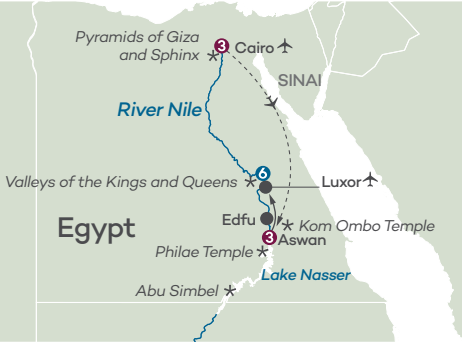 Pyramids of Giza
and Sphinx
3
Cairo
SINAI
River Nile
6
Valleys of the Kings and Queens
Luxor
Edfu
Kom Ombo Temple
Egypt
3
Aswan
Philae Temple
Lake Nasser
Abu Simbel